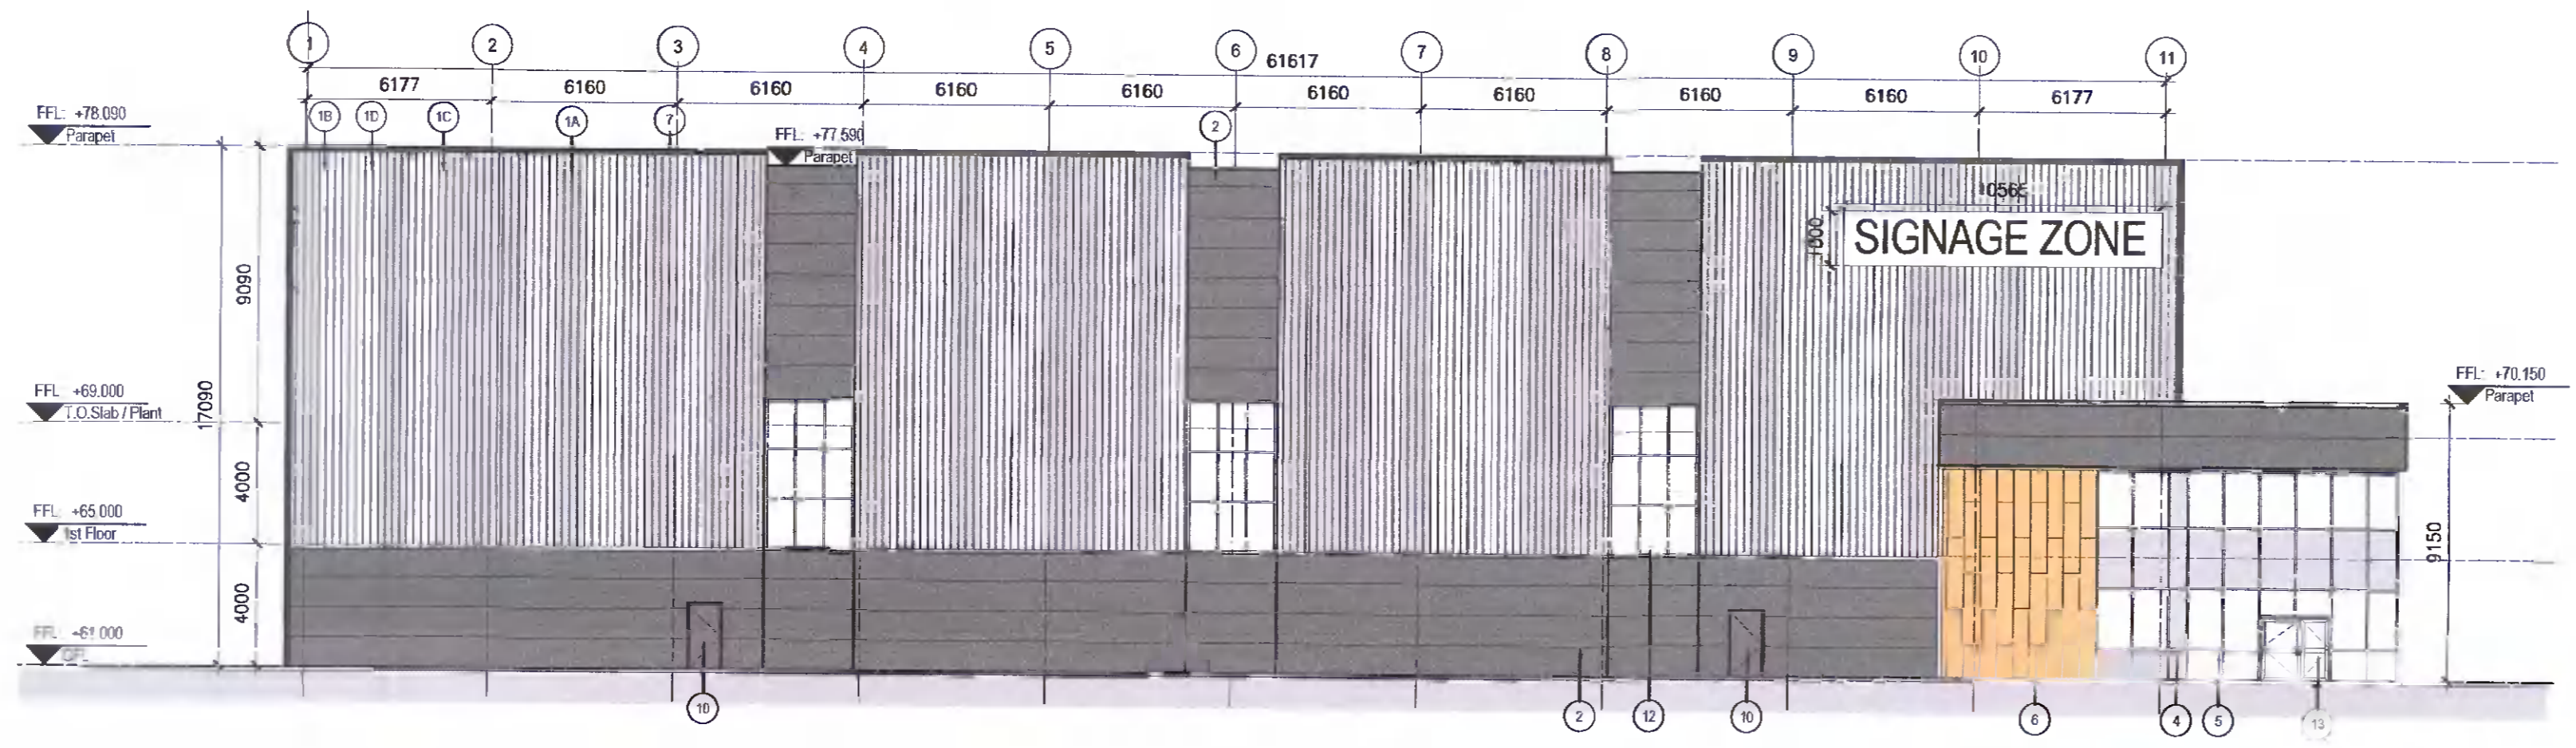 1 2 3 4 5 6 7 8 9 10 11
61617
6177 6160 6160 6160 6160 6160 6160 6160 6160 6177
FFL: +78.090
Parapet
1B 1D 1C 1A 7 2
FFL: +77.590
Parapet
10565
SIGNAGE ZONE
9090
17090
FFL: +69.000
T.O.Slab / Plant
FFL: +70.150
Parapet
4000
FFL: +65.000
1st Floor
9150
4000
FFL: +61.000
10 2 12 10 6 4 5 13